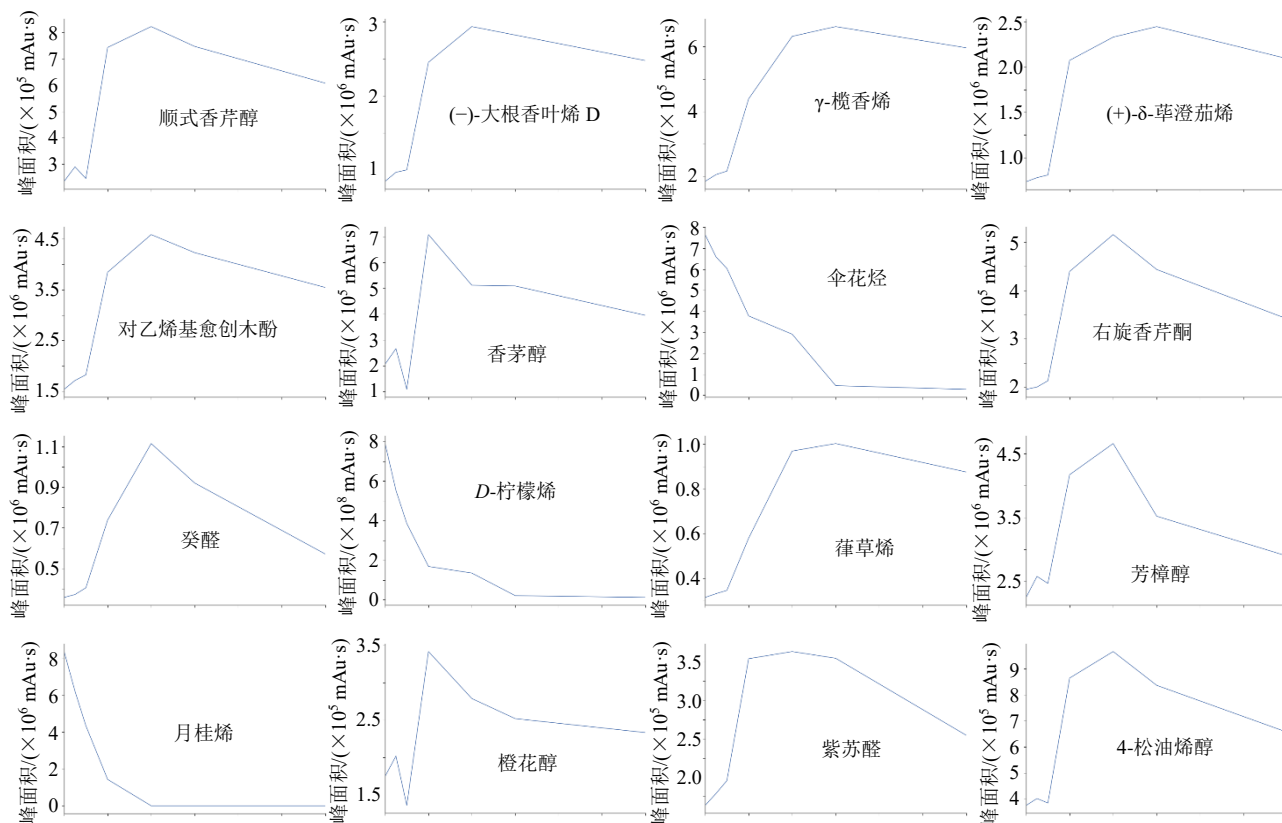 峰面积/(×10⁵ mAu·s)
8
7
6
5
4
3
顺式香芹醇
峰面积/(×10⁶ mAu·s)
3
2
1
(−)-大根香叶烯 D
峰面积/(×10⁵ mAu·s)
6
4
2
γ-榄香烯
峰面积/(×10⁶ mAu·s)
2.5
2.0
1.5
1.0
(+)-δ-荜澄茄烯
峰面积/(×10⁶ mAu·s)
4.5
3.5
2.5
1.5
对乙烯基愈创木酚
峰面积/(×10⁵ mAu·s)
7
6
5
4
3
2
1
香茅醇
峰面积/(×10⁶ mAu·s)
8
7
6
5
4
3
2
1
0
伞花烃
峰面积/(×10⁵ mAu·s)
5
4
3
2
右旋香芹酮
峰面积/(×10⁶ mAu·s)
1.1
0.9
0.7
0.5
癸醛
峰面积/(×10⁸ mAu·s)
8
6
4
2
0
D-柠檬烯
峰面积/(×10⁶ mAu·s)
1.0
0.8
0.6
0.4
葎草烯
峰面积/(×10⁶ mAu·s)
4.5
3.5
2.5
芳樟醇
峰面积/(×10⁶ mAu·s)
8
6
4
2
0
月桂烯
峰面积/(×10⁵ mAu·s)
3.5
2.5
1.5
橙花醇
峰面积/(×10⁵ mAu·s)
3.5
3.0
2.5
2.0
紫苏醛
峰面积/(×10⁵ mAu·s)
9
8
7
6
5
4
4-松油烯醇